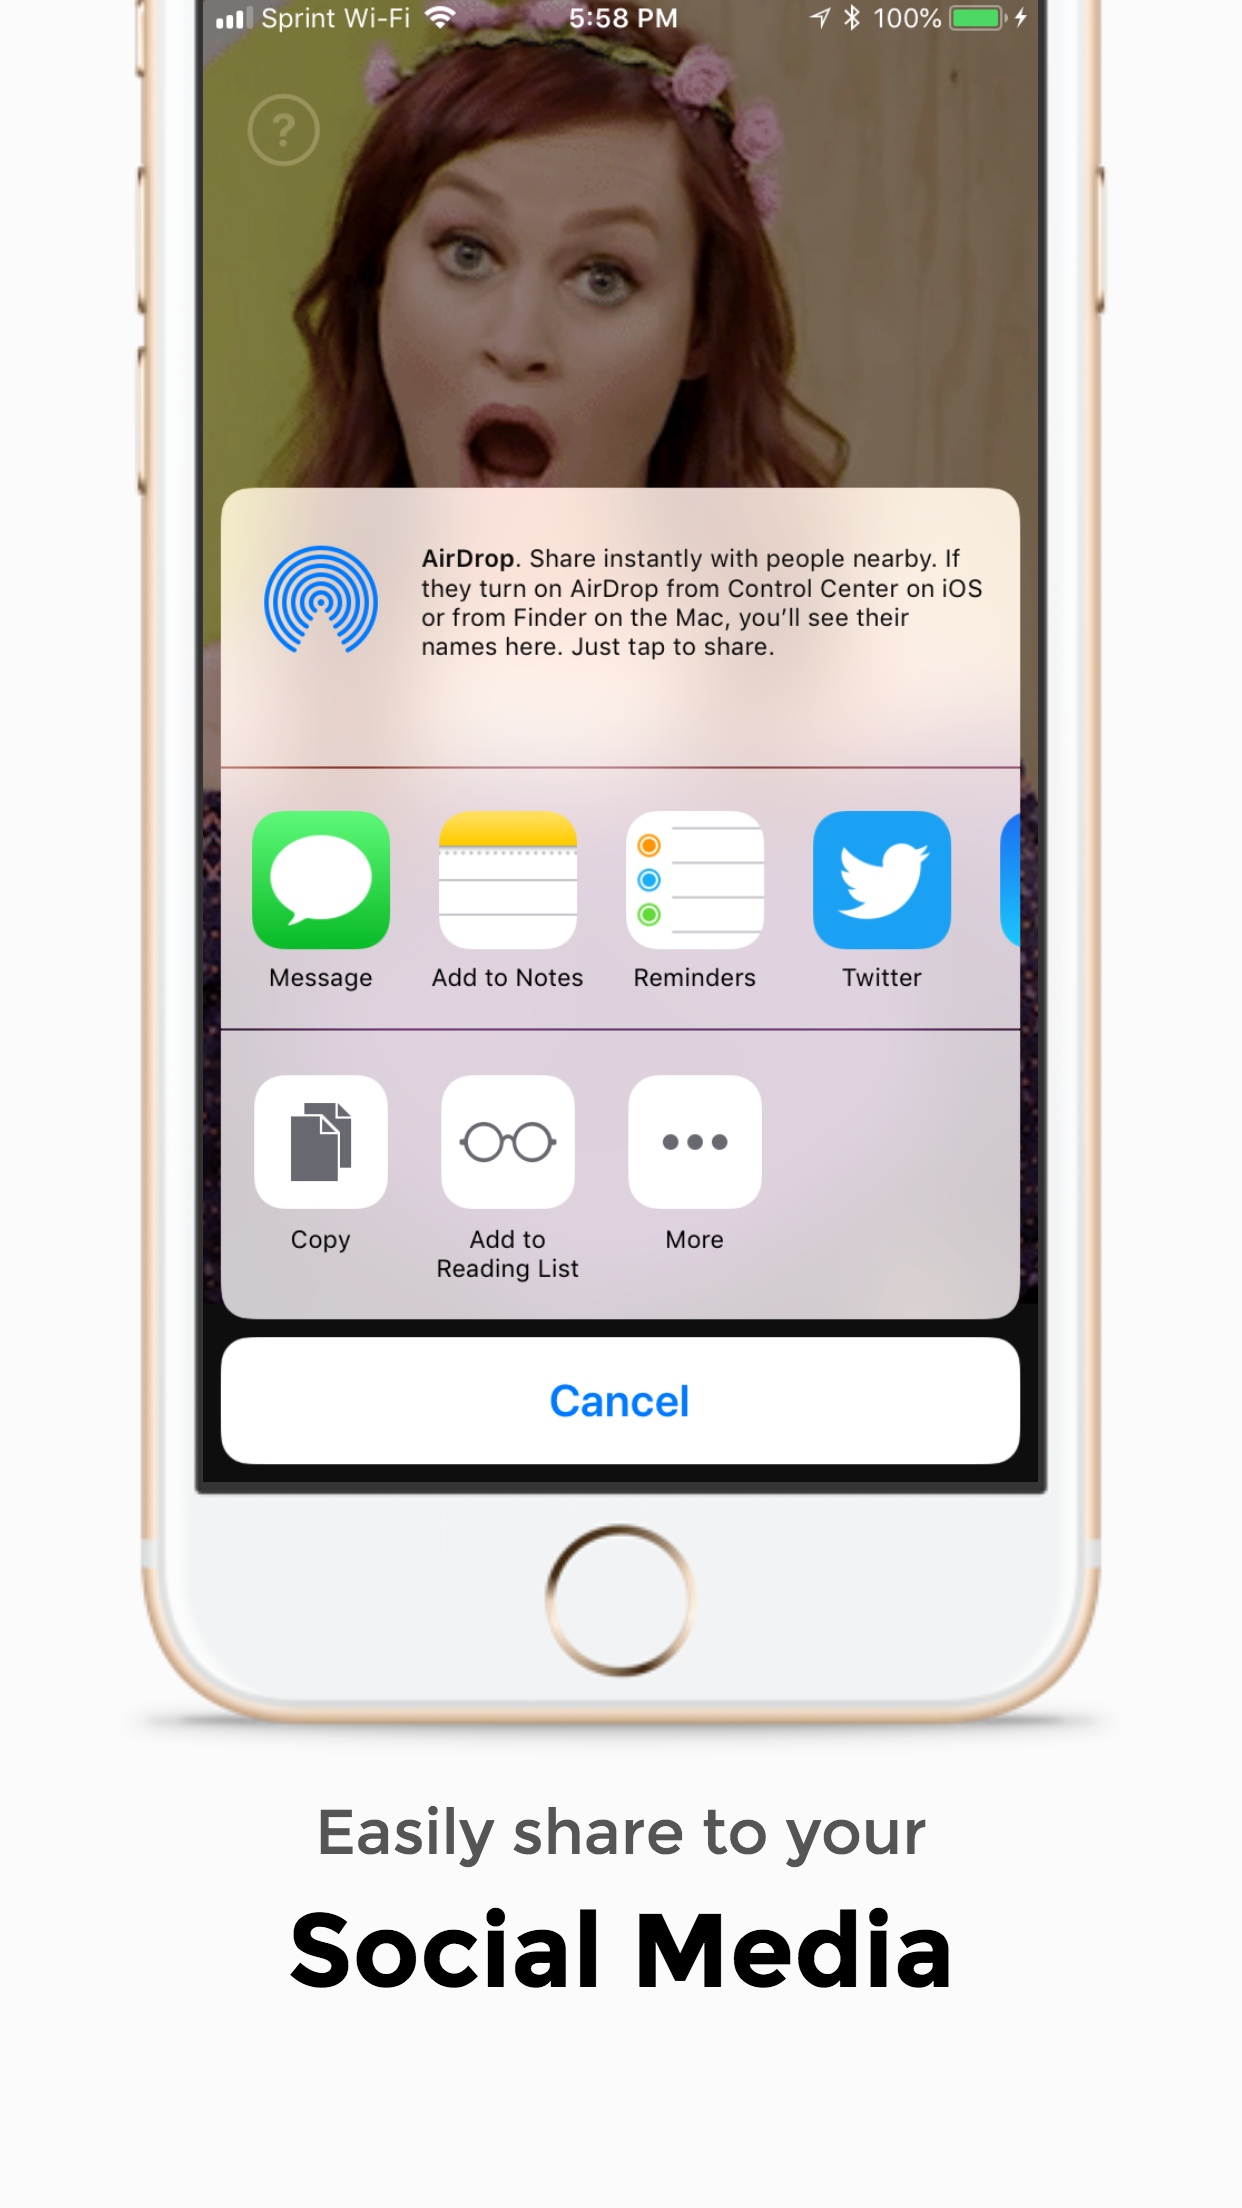 Sprint Wi-Fi 5:58 PM 100%
?
AirDrop. Share instantly with people nearby. If
they turn on AirDrop from Control Center on iOS
or from Finder on the Mac, you'll see their
names here. Just tap to share.
Message Add to Notes Reminders Twitter
Copy Add to More
Reading List
Cancel
Easily share to your
Social Media